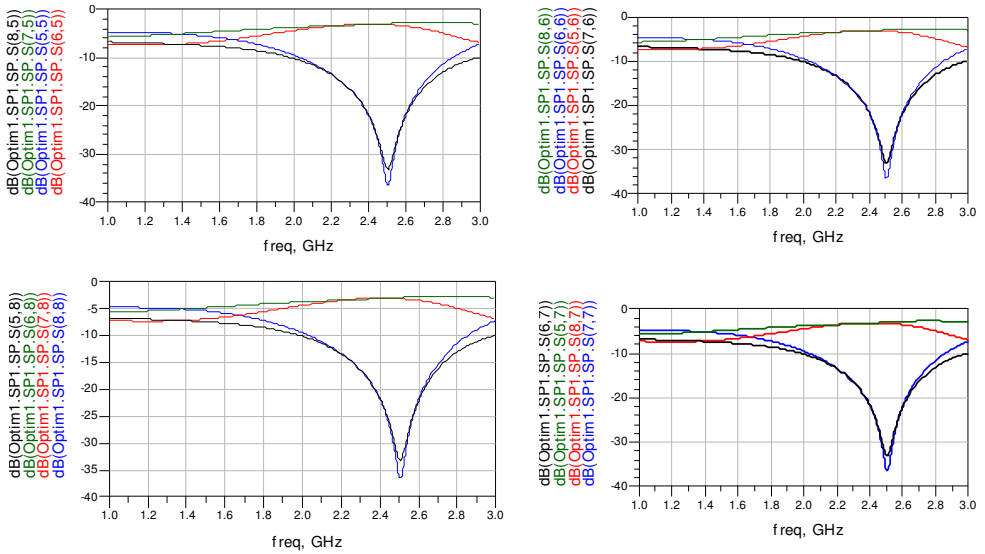 dB(Optim1.SP1.SP.S(8,5))
dB(Optim1.SP1.SP.S(7,5))
dB(Optim1.SP1.SP.S(5,5))
dB(Optim1.SP1.SP.S(6,5))
0
-10
-20
-30
-40
1.0 1.2 1.4 1.6 1.8 2.0 2.2 2.4 2.6 2.8 3.0
freq, GHz
dB(Optim1.SP1.SP.S(8,6))
dB(Optim1.SP1.SP.S(6,6))
dB(Optim1.SP1.SP.S(5,6))
dB(Optim1.SP1.SP.S(7,6))
0
-10
-20
-30
-40
1.0 1.2 1.4 1.6 1.8 2.0 2.2 2.4 2.6 2.8 3.0
freq, GHz
dB(Optim1.SP1.SP.S(5,8))
dB(Optim1.SP1.SP.S(6,8))
dB(Optim1.SP1.SP.S(7,8))
dB(Optim1.SP1.SP.S(8,8))
0
-5
-10
-15
-20
-25
-30
-35
-40
1.0 1.2 1.4 1.6 1.8 2.0 2.2 2.4 2.6 2.8 3.0
freq, GHz
dB(Optim1.SP1.SP.S(6,7))
dB(Optim1.SP1.SP.S(5,7))
dB(Optim1.SP1.SP.S(8,7))
dB(Optim1.SP1.SP.S(7,7))
0
-10
-20
-30
-40
1.0 1.2 1.4 1.6 1.8 2.0 2.2 2.4 2.6 2.8 3.0
freq, GHz